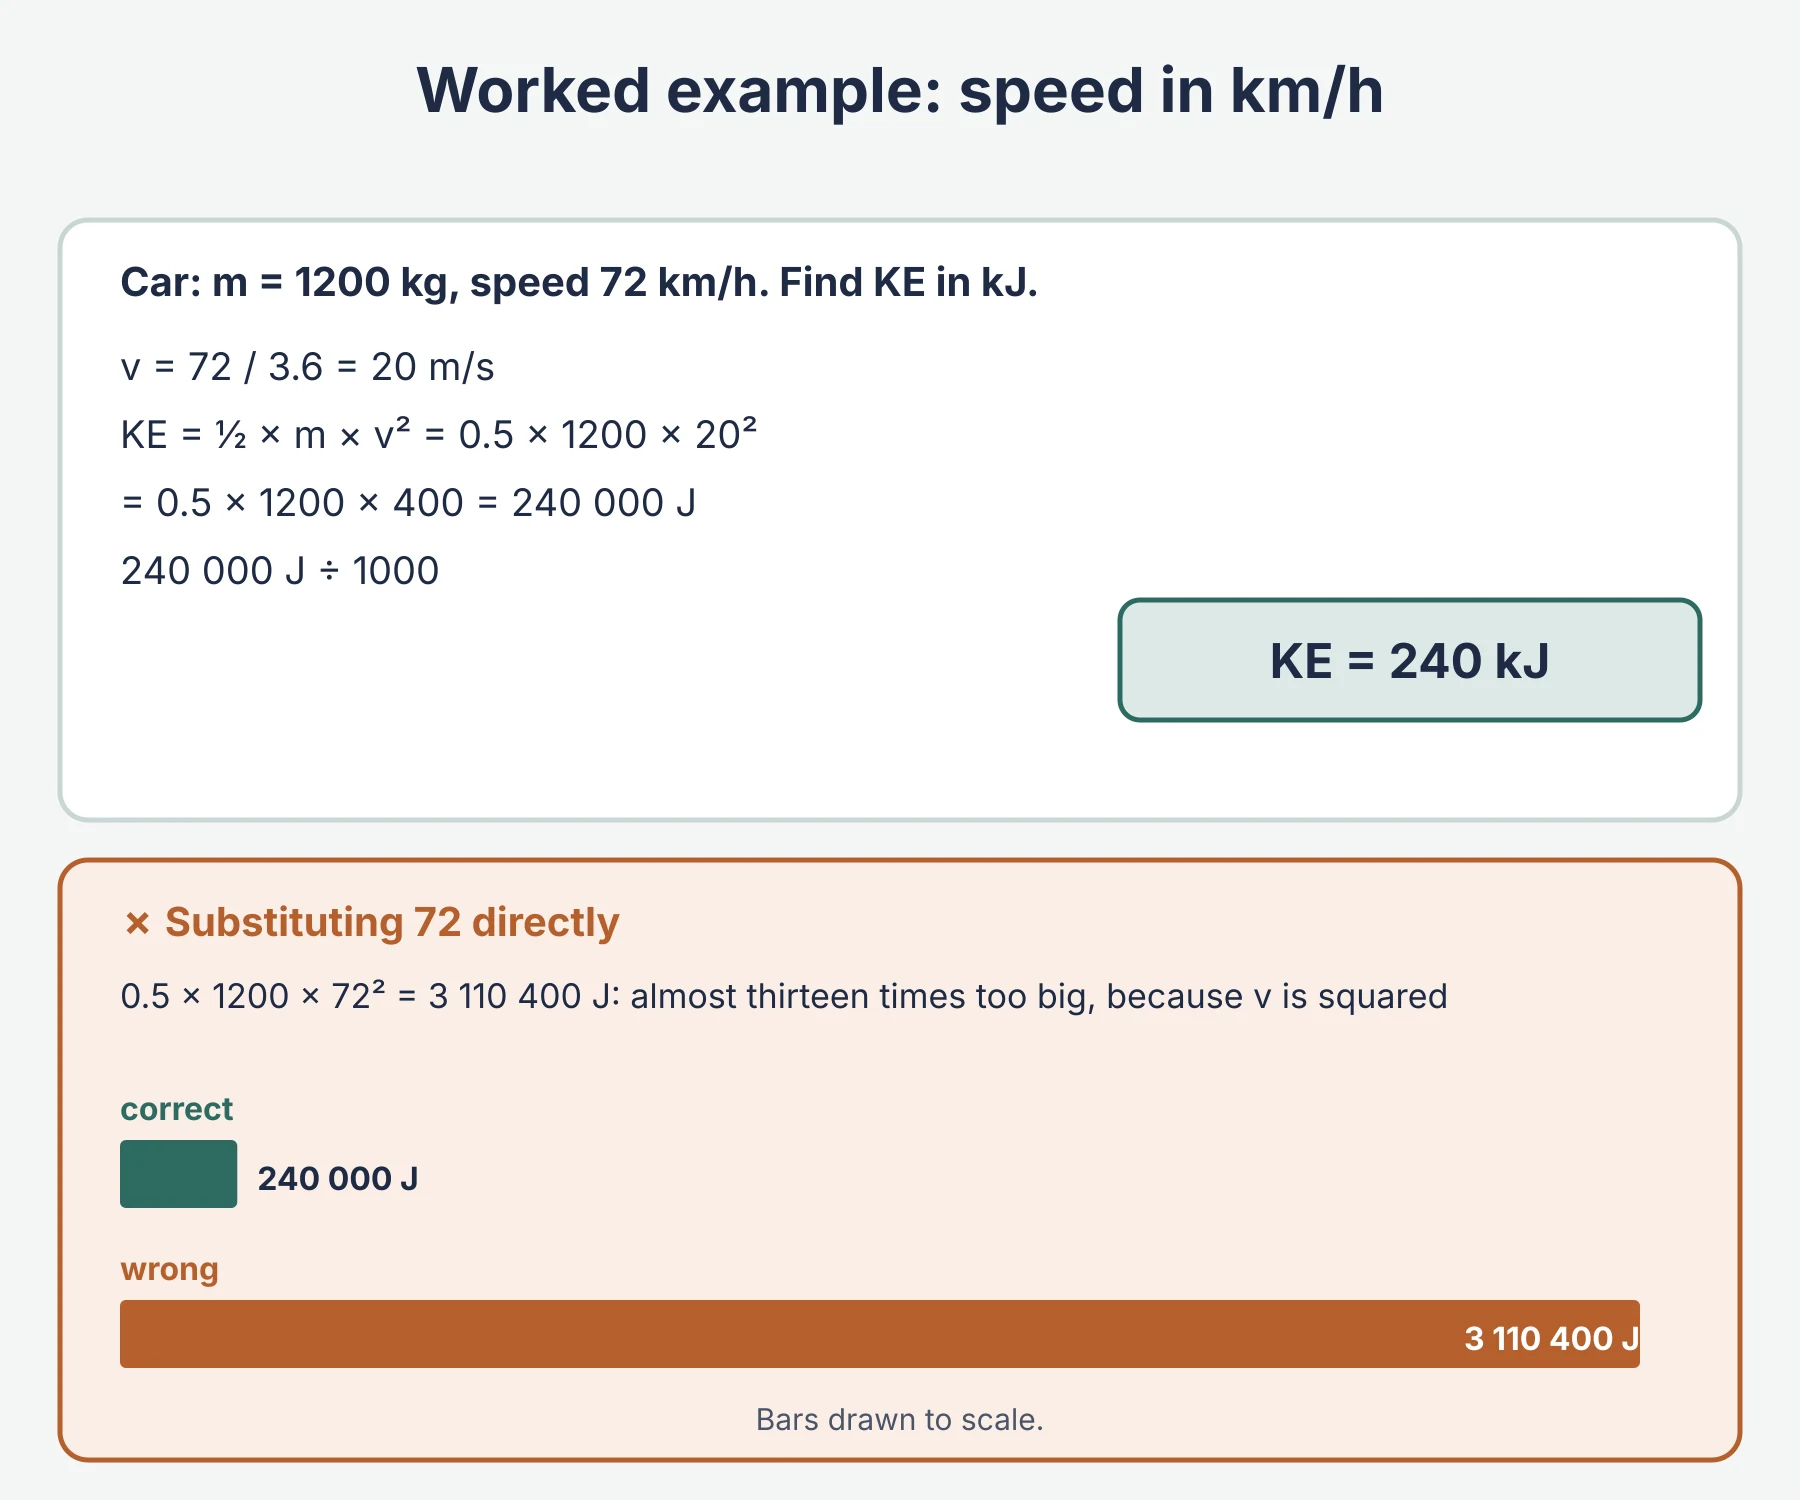 Worked example: speed in km/h
Car: m = 1200 kg, speed 72 km/h. Find KE in kJ.
v = 72 / 3.6 = 20 m/s
KE = ½ × m × v² = 0.5 × 1200 × 20²
= 0.5 × 1200 × 400 = 240 000 J
240 000 J ÷ 1000
KE = 240 kJ
× Substituting 72 directly
0.5 × 1200 × 72² = 3 110 400 J: almost thirteen times too big, because v is squared
correct
240 000 J
wrong
3 110 400 J
Bars drawn to scale.